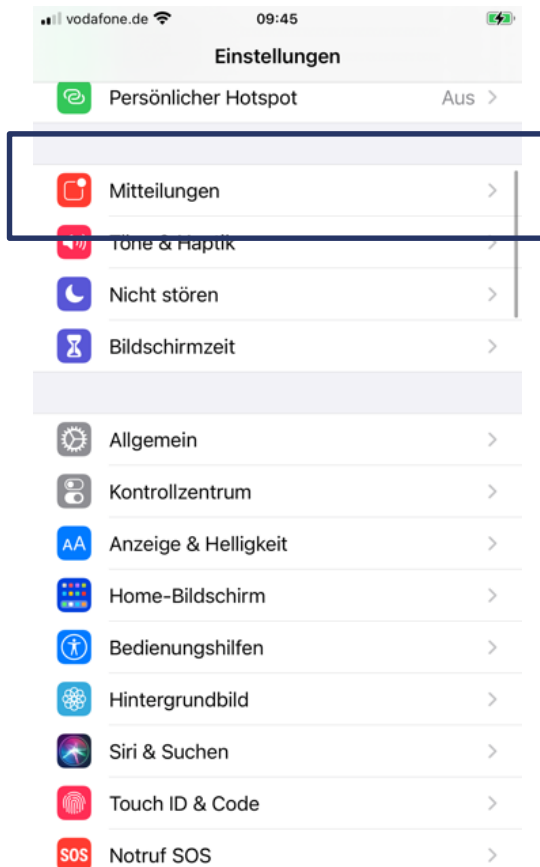 vodafone.de 09:45
Einstellungen
Persönlicher Hotspot Aus
Mitteilungen
Töne & Haptik
Nicht stören
Bildschirmzeit
Allgemein
Kontrollzentrum
AA Anzeige & Helligkeit
Home-Bildschirm
Bedienungshilfen
Hintergrundbild
Siri & Suchen
Touch ID & Code
SOS Notruf SOS